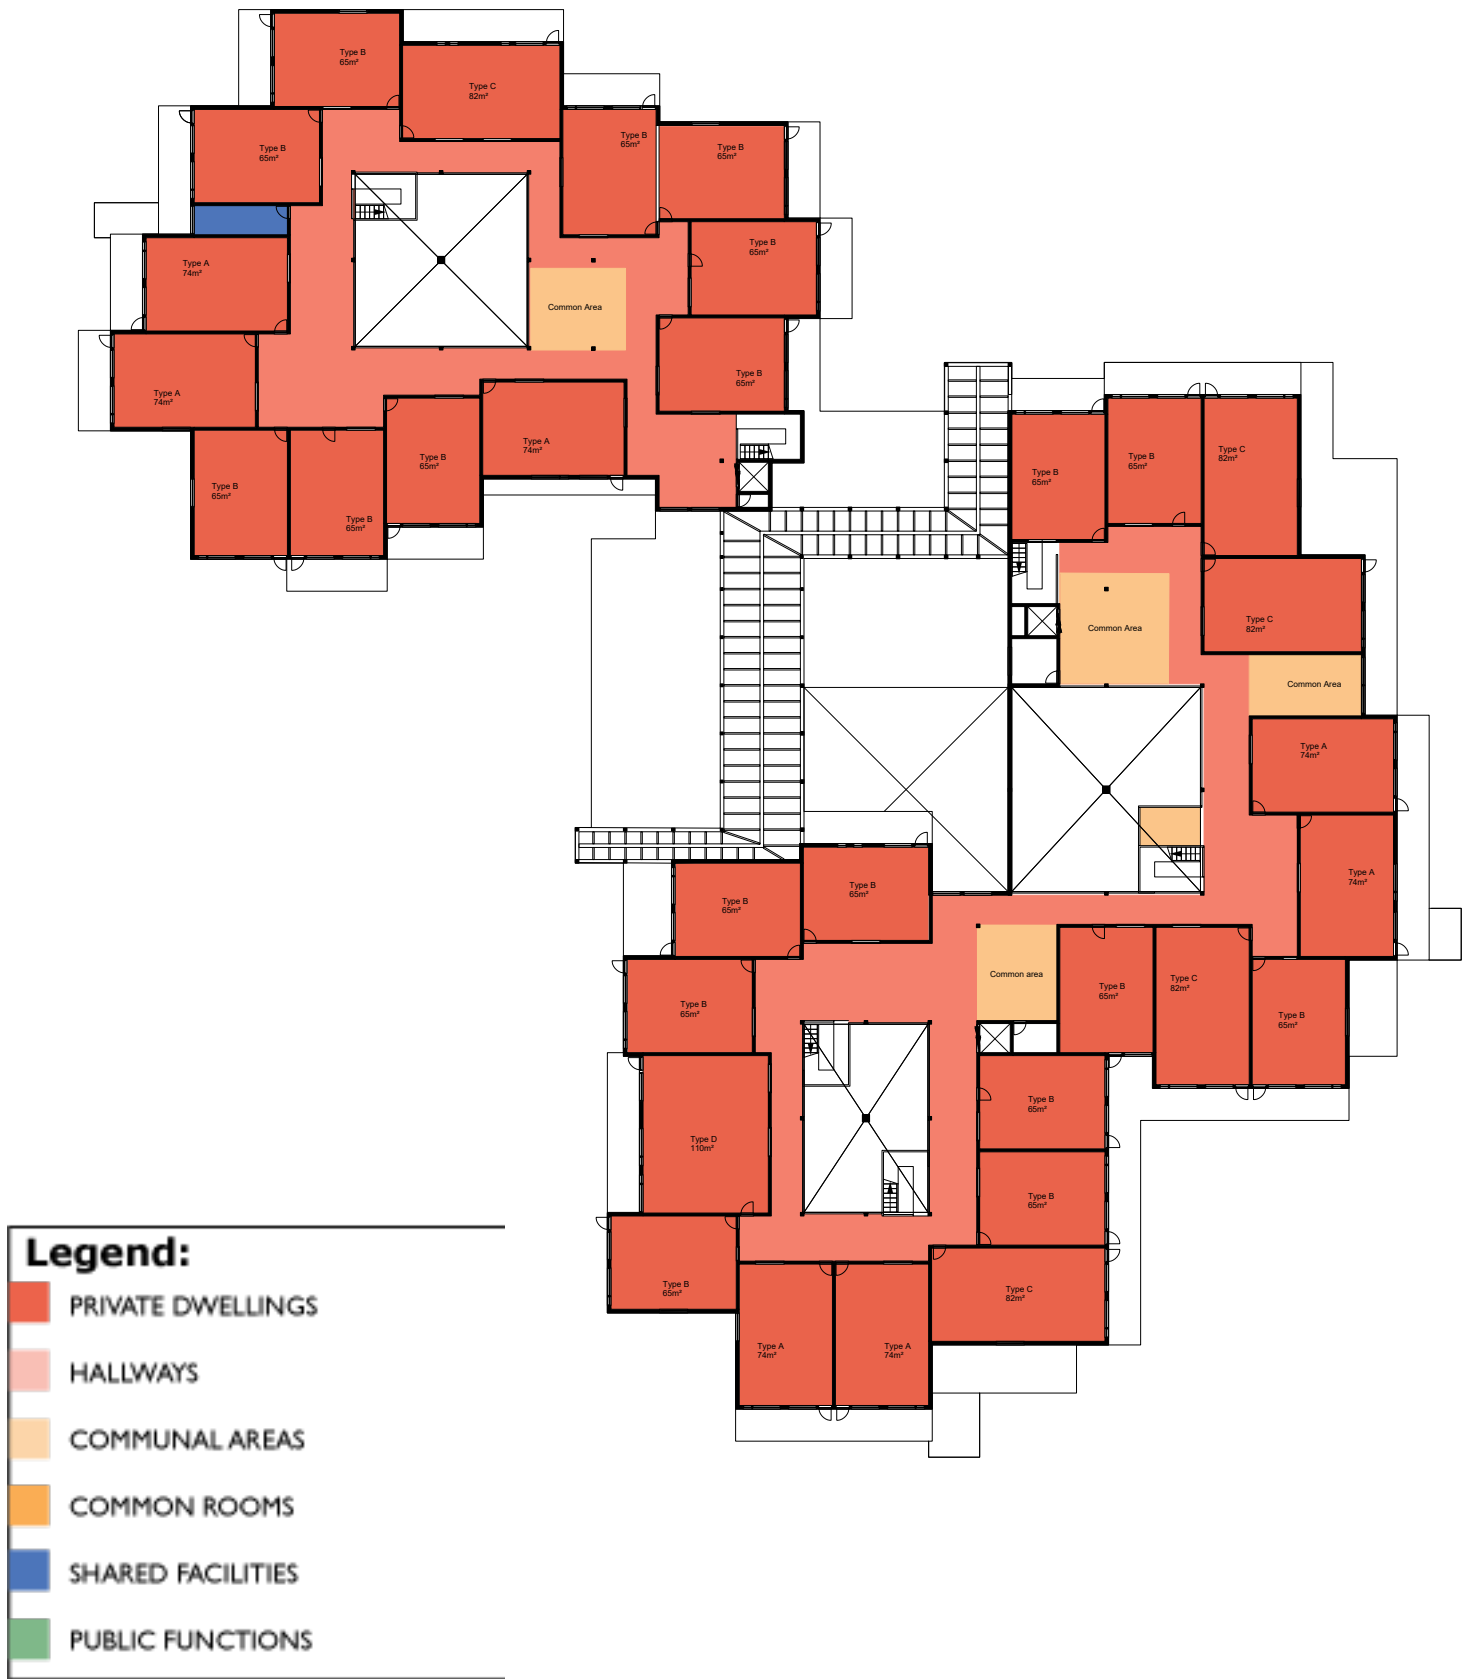 Type B
65m²
Type C
82m²
Type B
65m²
Type B
65m²
Type B
65m²
Type B
65m²
Type A
74m²
Common Area
Type B
65m²
Type A
74m²
Type A
74m²
Type B
65m²
Type B
65m²
Type B
65m²
Type B
65m²
Type B
65m²
Type C
82m²
Type C
82m²
Common Area
Common Area
Type A
74m²
Type A
74m²
Type B
65m²
Type B
65m²
Type B
65m²
Common area
Type B
65m²
Type C
82m²
Type B
65m²
Type B
65m²
Type D
110m²
Type B
65m²
Type B
65m²
Type C
82m²
Type A
74m²
Type A
74m²
Legend:
PRIVATE DWELLINGS
HALLWAYS
COMMUNAL AREAS
COMMON ROOMS
SHARED FACILITIES
PUBLIC FUNCTIONS